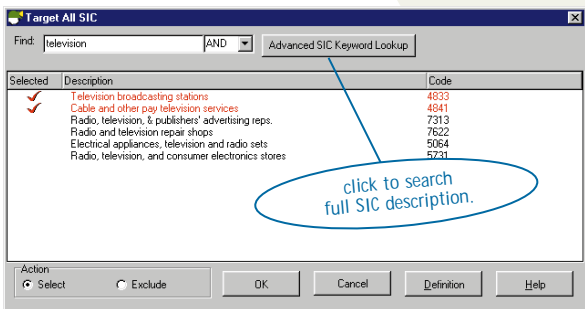 Target All SIC
Find: television AND Advanced SIC Keyword Lookup
Selected Description Code
Television broadcasting stations 4833
Cable and other pay television services 4841
Radio, television, & publishers' advertising reps. 7313
Radio and television repair shops 7622
Electrical appliances, television and radio sets 5064
Radio, television, and consumer electronics stores 5731
click to search
full SIC description.
Action
Select Exclude OK Cancel Definition Help